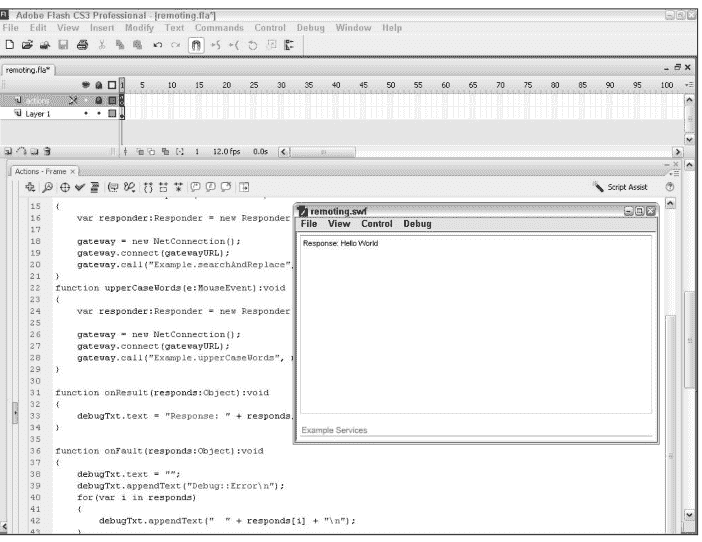 Adobe Flash CS3 Professional - [remoting.fla*]
File Edit View Insert Modify Text Commands Control Debug Window Help
remoting.fla*
1 5 10 15 20 25 30 35 40 45 50 55 60 65 70 75 80 85 90 95 100
actions
Layer 1
1 12.0 fps 0.0s
Actions - Frame ×
Script Assist
15 {
16 var responder:Responder = new Responder
17
18 gateway = new NetConnection();
19 gateway.connect(gatewayURL);
20 gateway.call("Example.searchAndReplace",
21 }
22 function upperCaseWords(e:MouseEvent):void
23 {
24 var responder:Responder = new Responder
25
26 gateway = new NetConnection();
27 gateway.connect(gatewayURL);
28 gateway.call("Example.upperCaseWords",
29 }
30
31 function onResult(responds:Object):void
32 {
33 debugTxt.text = "Response: " + responds
34 }
35
36 function onFault(responds:Object):void
37 {
38 debugTxt.text = "";
39 debugTxt.appendText("Debug::Error\n");
40 for(var i in responds)
41 {
42 debugTxt.appendText("  " + responds[i] + "\n");
43 }
remoting.swf
File View Control Debug
Response: Hello World
Example Services